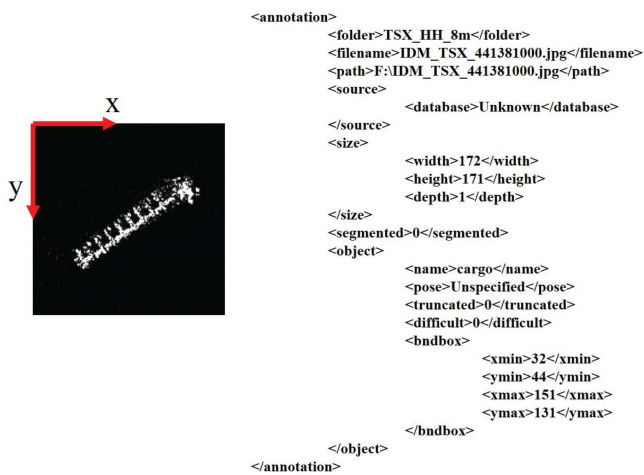 <annotation>
<folder>TSX_HH_8m</folder>
<filename>IDM_TSX_441381000.jpg</filename>
<path>F:\IDM_TSX_441381000.jpg</path>
<source>
<database>Unknown</database>
</source>
<size>
<width>172</width>
<height>171</height>
<depth>1</depth>
</size>
<segmented>0</segmented>
<object>
<name>cargo</name>
<pose>Unspecified</pose>
<truncated>0</truncated>
<difficult>0</difficult>
<bndbox>
<xmin>32</xmin>
<ymin>44</ymin>
<xmax>151</xmax>
<ymax>131</ymax>
</bndbox>
</object>
</annotation>
x
y